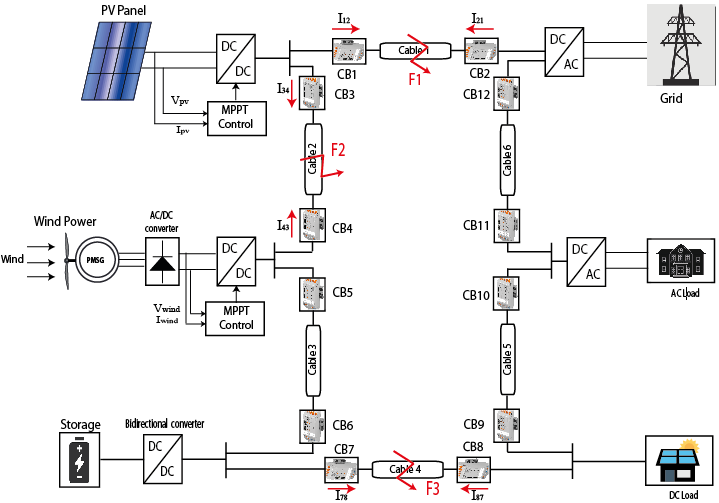 PV Panel
I12
I21
DC
DC
Cable 1
DC
AC
CB1
F1
CB2
Grid
I34
CB3
CB12
Vpv
Ipv
MPPT
Control
Cable 2
F2
Cable 6
Wind Power
AC/DC
converter
I43
CB4
CB11
Wind
PMSG
DC
DC
DC
AC
AC Load
CB5
CB10
Vwind
Iwind
MPPT
Control
Cable 3
Cable 5
Storage
Bidirectional converter
CB6
CB9
DC
DC
CB7
CB8
Cable 4
F3
I78
I87
DC Load